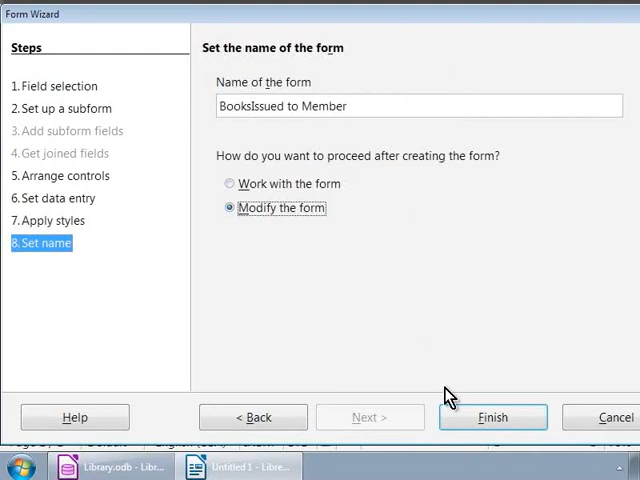 Form Wizard
Steps
1. Field selection
2. Set up a subform
3. Add subform fields
4. Get joined fields
5. Arrange controls
6. Set data entry
7. Apply styles
8. Set name
Set the name of the form
Name of the form
BooksIssued to Member
How do you want to proceed after creating the form?
Work with the form
Modify the form
Help
< Back
Next >
Finish
Cancel
Library.odb - Libr...
Untitled 1 - Libre...